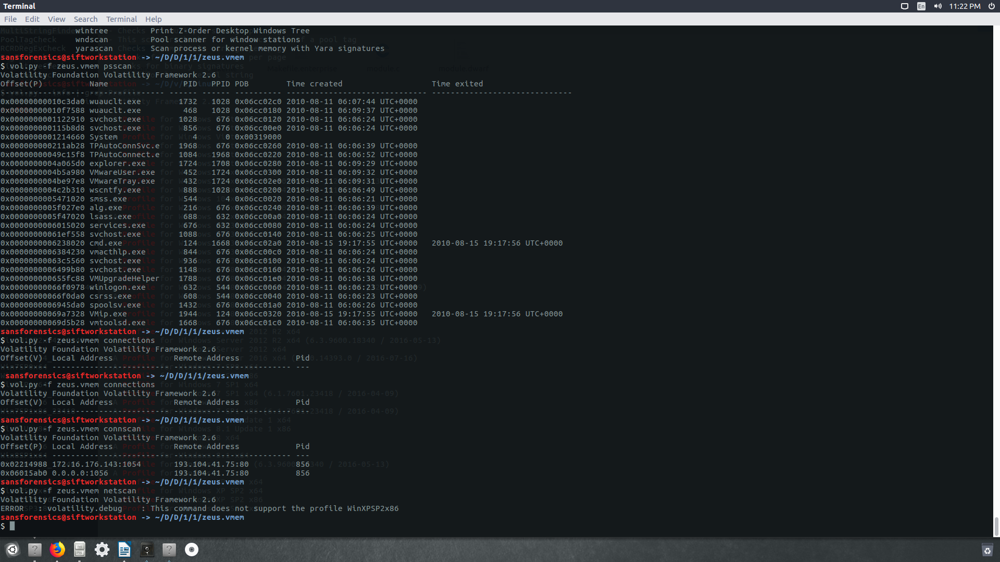 Terminal
En 11:22 PM
File Edit View Search Terminal Help
wintree Print Z-Order Desktop Windows Tree
wndscan Pool scanner for window stations
yarascan Scan process or kernel memory with Yara signatures
sansforensics@siftworkstation -> ~/D/D/1/1/zeus.vmem
$ vol.py -f zeus.vmem psscan
Volatility Foundation Volatility Framework 2.6
Offset(P) Name PID PPID PDB Time created Time exited
------------------ ---------------- ------ ------ ---------- ------------------------------ ------------------------------
0x00000000010c3da0 wuauclt.exe 1732 1028 0x06cc02c0 2010-08-11 06:07:44 UTC+0000
0x00000000010f7588 wuauclt.exe 468 1028 0x06cc0180 2010-08-11 06:09:37 UTC+0000
0x0000000001122910 svchost.exe 1028 676 0x06cc0120 2010-08-11 06:06:24 UTC+0000
0x000000000115b8d8 svchost.exe 856 676 0x06cc00e0 2010-08-11 06:06:24 UTC+0000
0x0000000001214660 System 4 0 0x00319000
0x000000000211ab28 TPAutoConnSvc.e 1968 676 0x06cc0260 2010-08-11 06:06:39 UTC+0000
0x00000000049c15f8 TPAutoConnect.e 1084 1968 0x06cc0220 2010-08-11 06:06:52 UTC+0000
0x0000000004a065d0 explorer.exe 1724 1708 0x06cc0280 2010-08-11 06:09:29 UTC+0000
0x0000000004b5a980 VMwareUser.exe 452 1724 0x06cc0300 2010-08-11 06:09:32 UTC+0000
0x0000000004be97e8 VMwareTray.exe 432 1724 0x06cc02e0 2010-08-11 06:09:31 UTC+0000
0x0000000004c2b310 wscntfy.exe 888 1028 0x06cc0200 2010-08-11 06:06:49 UTC+0000
0x0000000005471020 smss.exe 544 4 0x06cc0020 2010-08-11 06:06:21 UTC+0000
0x0000000005f027e0 alg.exe 216 676 0x06cc0240 2010-08-11 06:06:39 UTC+0000
0x0000000005f47020 lsass.exe 688 632 0x06cc00a0 2010-08-11 06:06:24 UTC+0000
0x0000000006015020 services.exe 676 632 0x06cc0080 2010-08-11 06:06:24 UTC+0000
0x00000000061ef558 svchost.exe 1088 676 0x06cc0140 2010-08-11 06:06:25 UTC+0000
0x0000000006238020 cmd.exe 124 1668 0x06cc02a0 2010-08-15 19:17:55 UTC+0000 2010-08-15 19:17:56 UTC+0000
0x0000000006384230 vmacthlp.exe 844 676 0x06cc00c0 2010-08-11 06:06:24 UTC+0000
0x00000000063c5560 svchost.exe 936 676 0x06cc0100 2010-08-11 06:06:24 UTC+0000
0x0000000006499b80 svchost.exe 1148 676 0x06cc0160 2010-08-11 06:06:26 UTC+0000
0x000000000655fc88 VMUpgradeHelper 1788 676 0x06cc01e0 2010-08-11 06:06:38 UTC+0000
0x00000000066f0978 winlogon.exe 632 544 0x06cc0060 2010-08-11 06:06:23 UTC+0000
0x00000000066f0da0 csrss.exe 608 544 0x06cc0040 2010-08-11 06:06:23 UTC+0000
0x0000000006945da0 spoolsv.exe 1432 676 0x06cc01a0 2010-08-11 06:06:26 UTC+0000
0x00000000069a7328 VMip.exe 1944 124 0x06cc0320 2010-08-15 19:17:55 UTC+0000 2010-08-15 19:17:56 UTC+0000
0x00000000069d5b28 vmtoolsd.exe 1668 676 0x06cc01c0 2010-08-11 06:06:35 UTC+0000
sansforensics@siftworkstation -> ~/D/D/1/1/zeus.vmem
$ vol.py -f zeus.vmem connections
Volatility Foundation Volatility Framework 2.6
Offset(V) Local Address Remote Address Pid
---------- ------------------------- ------------------------- ---
sansforensics@siftworkstation -> ~/D/D/1/1/zeus.vmem
$ vol.py -f zeus.vmem connections
Volatility Foundation Volatility Framework 2.6
Offset(V) Local Address Remote Address Pid
---------- ------------------------- ------------------------- ---
sansforensics@siftworkstation -> ~/D/D/1/1/zeus.vmem
$ vol.py -f zeus.vmem connscan
Volatility Foundation Volatility Framework 2.6
Offset(P) Local Address Remote Address Pid
---------- ------------------------- ------------------------- ---
0x02214988 172.16.176.143:1054 193.104.41.75:80 856
0x06015ab0 0.0.0.0:1056 193.104.41.75:80 856
sansforensics@siftworkstation -> ~/D/D/1/1/zeus.vmem
$ vol.py -f zeus.vmem netscan
Volatility Foundation Volatility Framework 2.6
ERROR : volatility.debug : This command does not support the profile WinXPSP2x86
sansforensics@siftworkstation -> ~/D/D/1/1/zeus.vmem
$